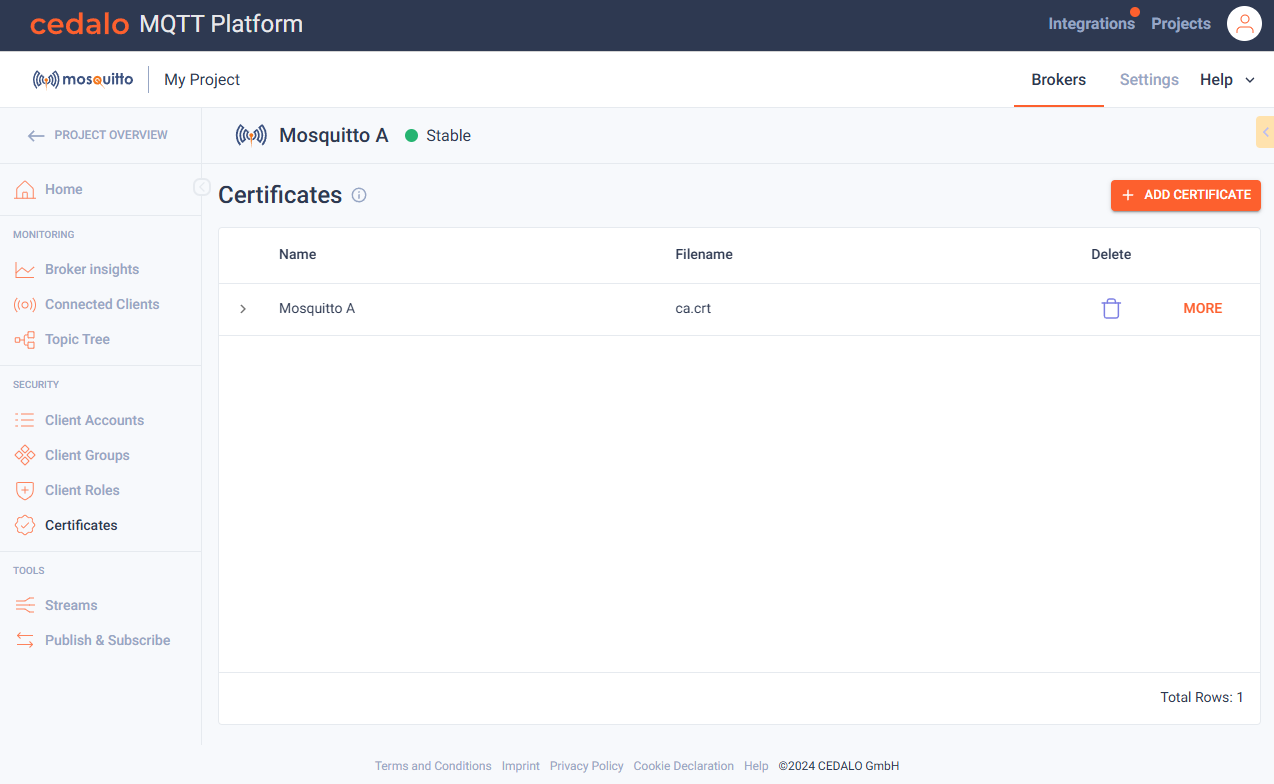 cedalo MQTT Platform
Integrations
Projects
mosquitto
My Project
Brokers
Settings
Help
PROJECT OVERVIEW
Mosquitto A
Stable
Home
MONITORING
Broker insights
Connected Clients
Topic Tree
SECURITY
Client Accounts
Client Groups
Client Roles
Certificates
TOOLS
Streams
Publish & Subscribe
Certificates
+ ADD CERTIFICATE
Name Filename Delete
Mosquitto A ca.crt MORE
Total Rows: 1
Terms and Conditions Imprint Privacy Policy Cookie Declaration Help ©2024 CEDALO GmbH